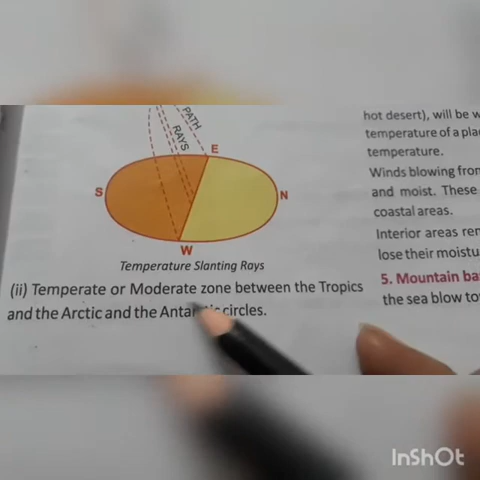 PATH
RAYS
E
S
N
W
Temperature Slanting Rays
(ii) Temperate or Moderate zone between the Tropics
and the Arctic and the Antarctic circles.
hot desert), will be w
temperature of a pla
temperature.
Winds blowing from
and moist. These
coastal areas.
Interior areas rem
lose their moistu
5. Mountain ba
the sea blow to
InShOt